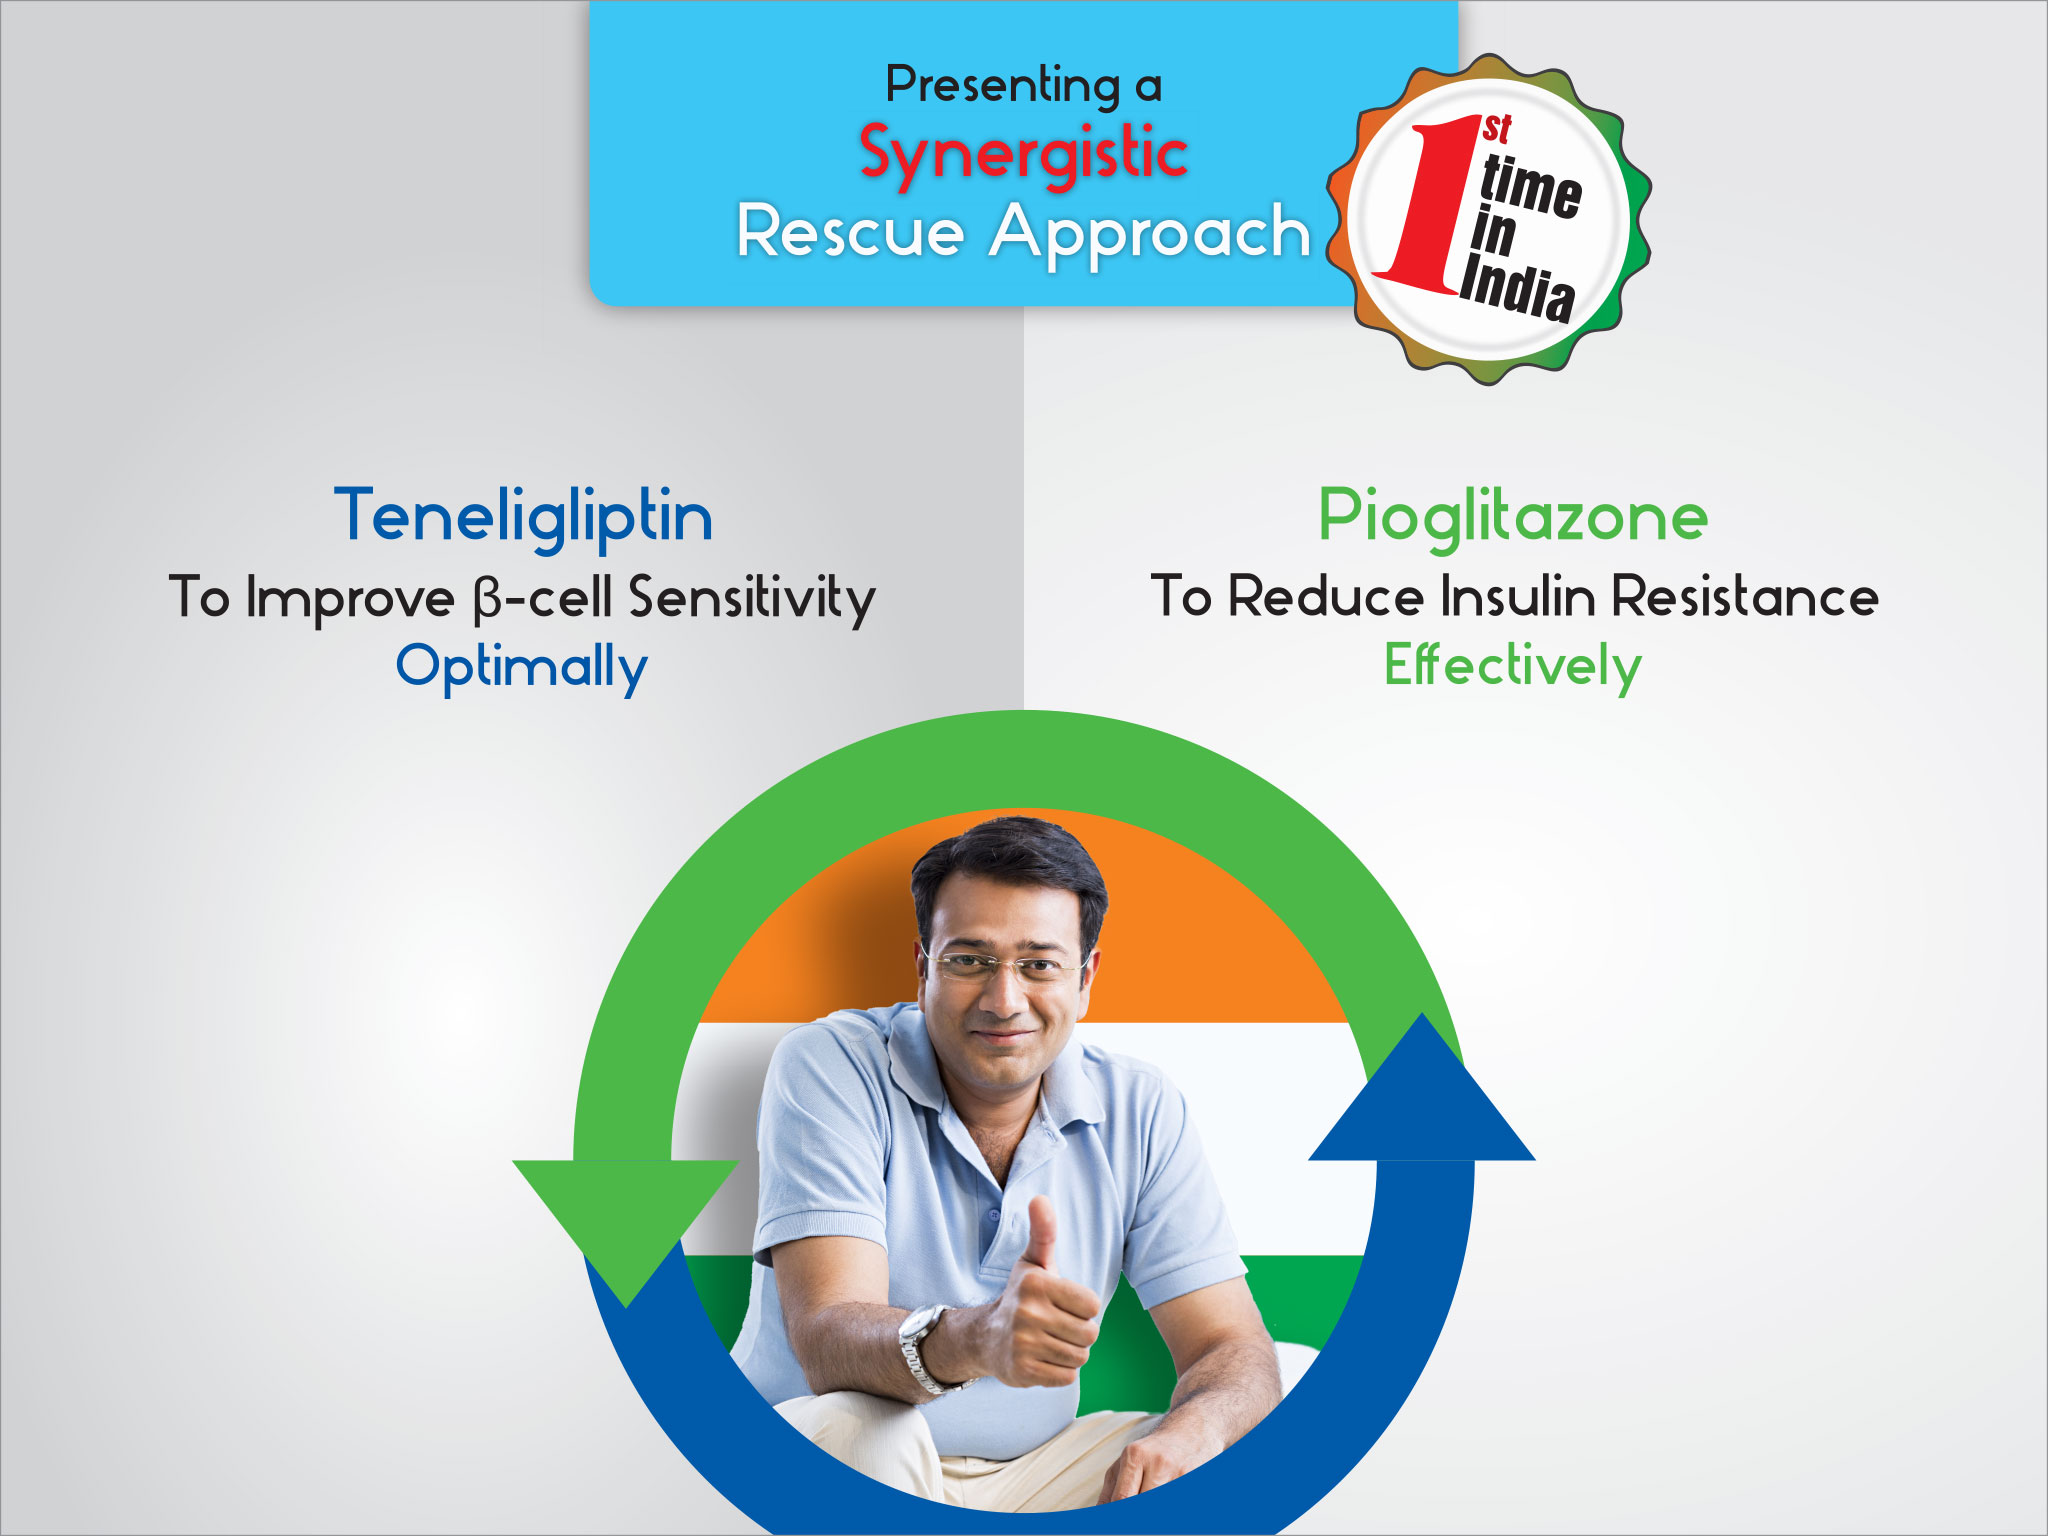 Presenting a
Synergistic
Rescue Approach
1st
time
in
India
Teneligliptin
To Improve β-cell Sensitivity
Optimally
Pioglitazone
To Reduce Insulin Resistance
Effectively